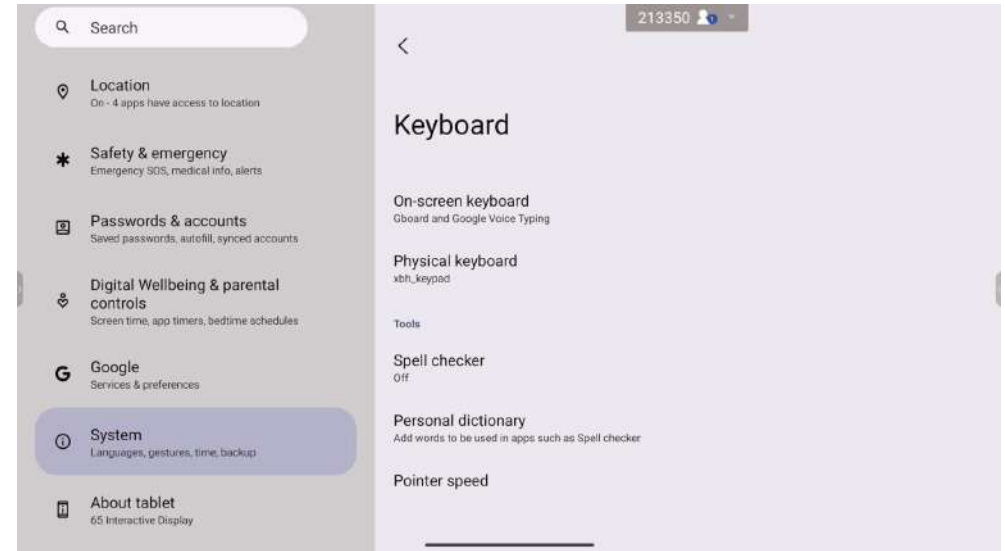 Search
Location
On - 4 apps have access to location
Safety & emergency
Emergency SOS, medical info, alerts
Passwords & accounts
Saved passwords, autofill, synced accounts
Digital Wellbeing & parental
controls
Screen time, app timers, bedtime schedules
Google
Services & preferences
System
Languages, gestures, time, backup
About tablet
65 Interactive Display
213350
Keyboard
On-screen keyboard
Gboard and Google Voice Typing
Physical keyboard
xbh_keypad
Tools
Spell checker
Off
Personal dictionary
Add words to be used in apps such as Spell checker
Pointer speed